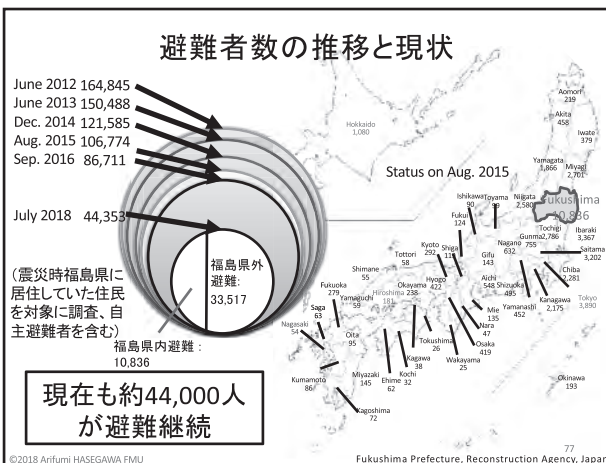 避難者数の推移と現状
June 2012 164,845
June 2013 150,488
Dec. 2014 121,585
Aug. 2015 106,774
Sep. 2016 86,711
July 2018 44,353
福島県外
避難:
33,517
(震災時福島県に
居住していた住民
を対象に調査、自
主避難者を含む)
福島県内避難:
10,836
現在も約44,000人
が避難継続
Status on Aug. 2015
Hokkaido
1,080
Aomori
219
Akita
458
Iwate
379
Yamagata
1,866
Miyagi
2,701
Fukushima
10,836
Niigata
2,580
Ishikawa
90
Toyama
99
Fukui
124
Tochigi
2,786
Ibaraki
3,367
Gunma
755
Saitama
3,202
Nagano
632
Chiba
2,281
Tokyo
3,890
Kanagawa
2,175
Yamanashi
452
Shizuoka
495
Gifu
143
Aichi
548
Kyoto
292
Shiga
Mie
135
Nara
47
Osaka
419
Wakayama
25
Hyogo
422
Tottori
58
Shimane
55
Okayama
238
Hiroshima
181
Yamaguchi
59
Tokushima
26
Kagawa
38
Kochi
32
Ehime
62
Fukuoka
279
Saga
63
Nagasaki
54
Oita
95
Kumamoto
86
Miyazaki
145
Kagoshima
72
Okinawa
193
77
©2018 Arifumi HASEGAWA FMU
Fukushima Prefecture, Reconstruction Agency, Japan